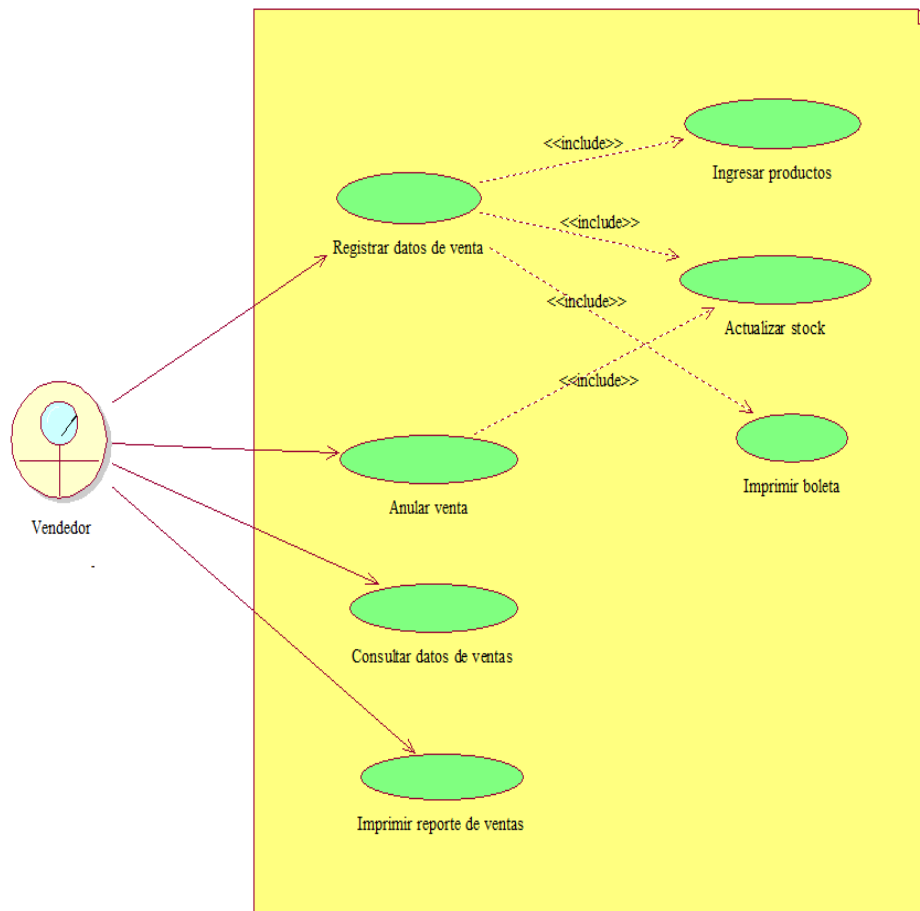 <<include>>
Ingresar productos
<<include>>
Registrar datos de venta
<<include>>
Actualizar stock
<<include>>
Imprimir boleta
Anular venta
Vendedor
Consultar datos de ventas
Imprimir reporte de ventas